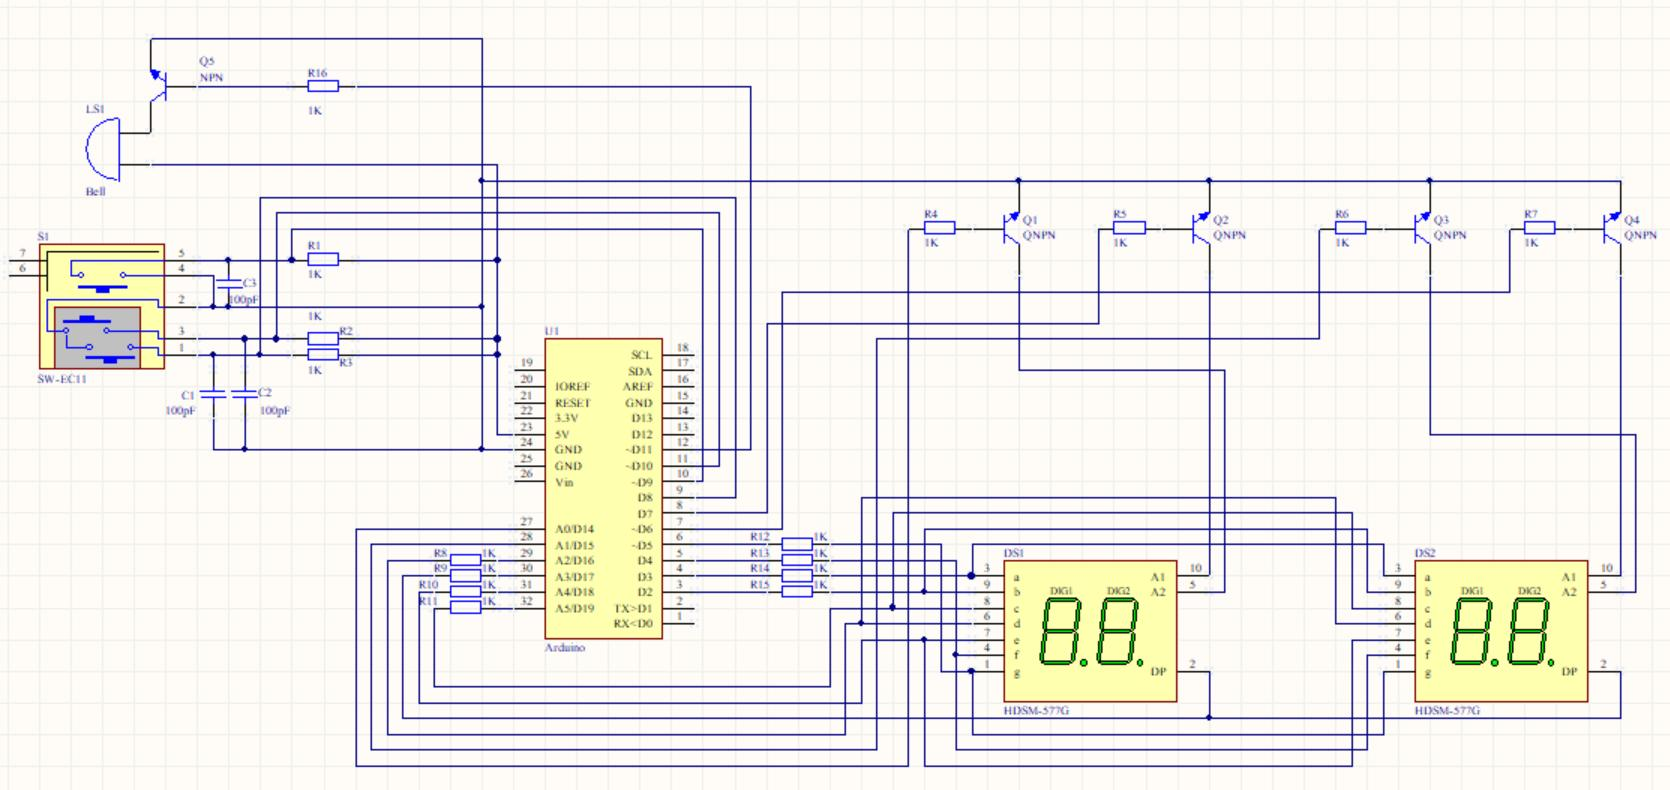 Q5
NPN
R16
1K
LS1
Bell
S1
7
6
5
4
2
3
1
SW-EC11
R1
1K
C3
100pF
1K
R2
R3
1K
C1
100pF
C2
100pF
R4
1K
Q1
QNPN
R5
1K
Q2
QNPN
R6
1K
Q3
QNPN
R7
1K
Q4
QNPN
U1
19
20 IOREF
21 RESET
22 3.3V
23 5V
24 GND
25 GND
26 Vin
27 A0/D14
28 A1/D15
29 A2/D16
30 A3/D17
31 A4/D18
32 A5/D19
SCL 18
SDA 17
AREF 16
GND 15
D13 14
D12 13
~D11 12
~D10 11
~D9 10
D8 9
D7 8
~D6 7
~D5 6
D4 5
D3 4
D2 3
TX>D1 2
RX<D0 1
Arduino
R8 1K
R9 1K
R10 1K
R11 1K
R12 1K
R13 1K
R14 1K
R15 1K
DS1
3 a
9 b
8 c
6 d
7 e
4 f
1 g
DIG1 DIG2
8.8.
A1 10
A2 5
DP 2
HDSM-577G
DS2
3 a
9 b
8 c
6 d
7 e
4 f
1 g
DIG1 DIG2
8.8.
A1 10
A2 5
DP 2
HDSM-577G